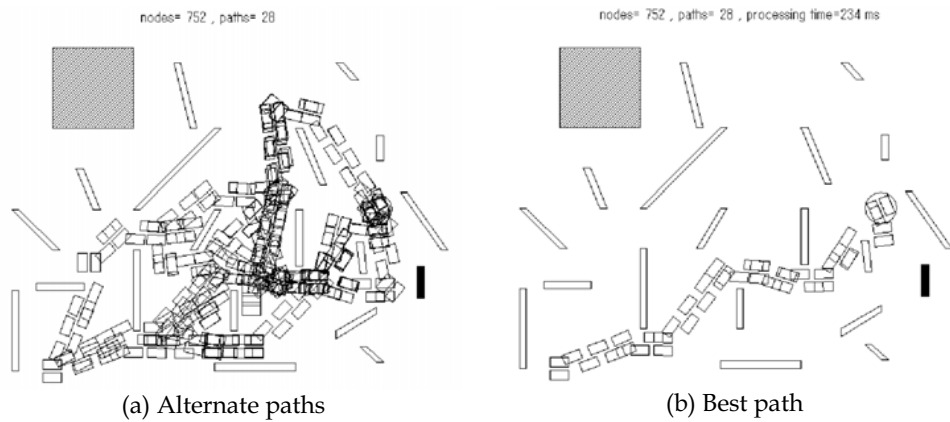 nodes= 752 , paths= 28
nodes= 752 , paths= 28 , processing time=234 ms
(a) Alternate paths
(b) Best path